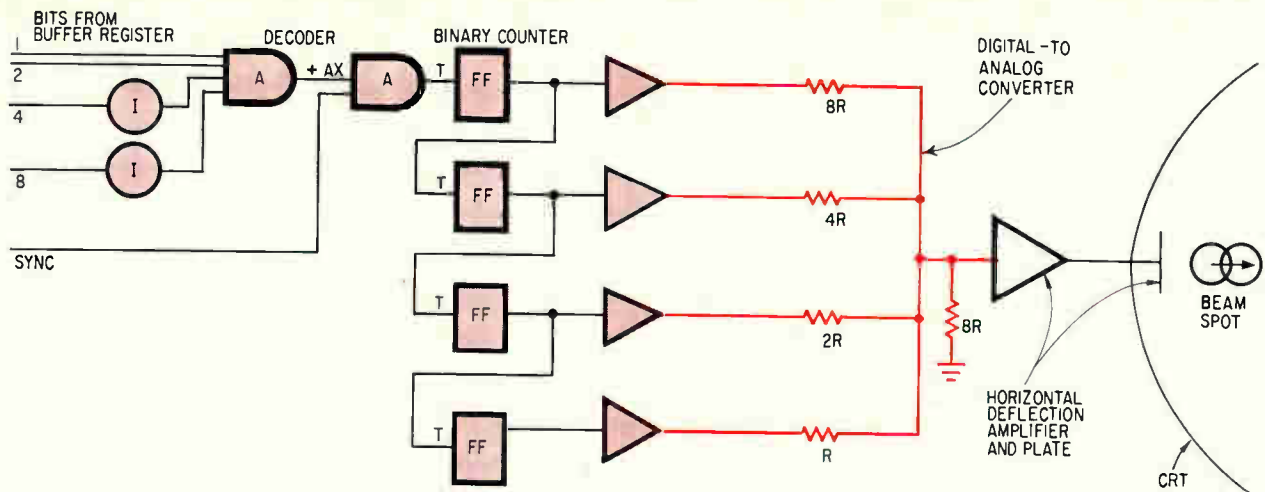 BITS FROM
BUFFER REGISTER
1
2
4
8
I
I
SYNC
DECODER
A
+ AX
A
BINARY COUNTER
T
FF
T
FF
T
FF
T
FF
8R
4R
2R
R
DIGITAL-TO
ANALOG
CONVERTER
8R
HORIZONTAL
DEFLECTION
AMPLIFIER
AND PLATE
BEAM
SPOT
CRT